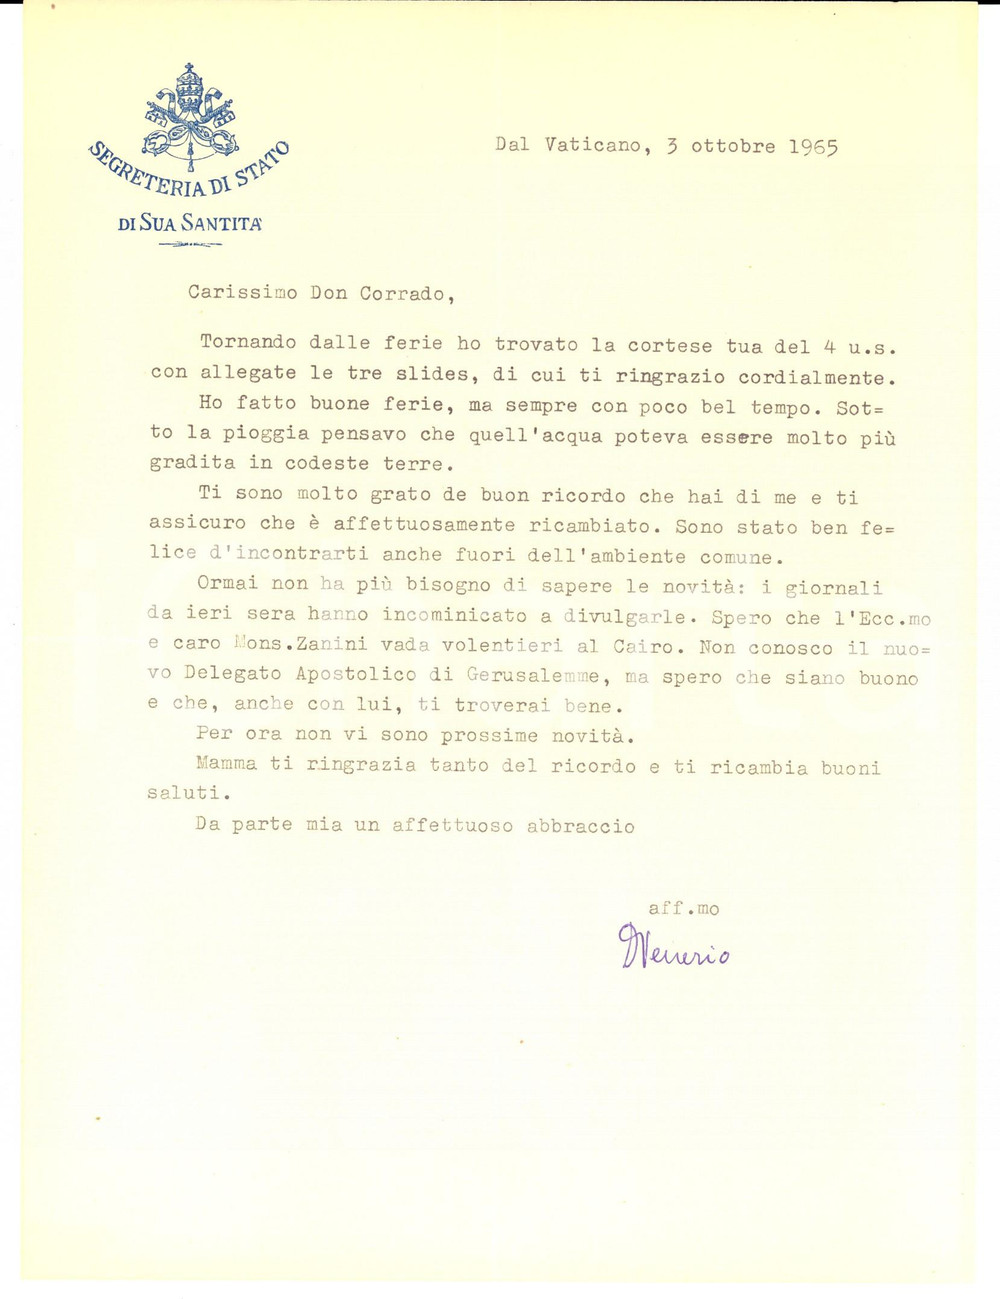 SEGRETERIA DI STATO
DI SUA SANTITA'
Dal Vaticano, 3 ottobre 1965
Carissimo Don Corrado,
Tornando dalle ferie ho trovato la cortese tua del 4 u.s.
con allegate le tre slides, di cui ti ringrazio cordialmente.
Ho fatto buone ferie, ma sempre con poco bel tempo. Sot=
to la pioggia pensavo che quell'acqua poteva essere molto più
gradita in codeste terre.
Ti sono molto grato de buon ricordo che hai di me e ti
assicuro che è affettuosamente ricambiato. Sono stato ben fe=
lice d'incontrarti anche fuori dell'ambiente comune.
Ormai non ha più bisogno di sapere le novità: i giornali
da ieri sera hanno incominicato a divulgarle. Spero che l'Ecc.mo
e caro Mons.Zanini vada volentieri al Cairo. Non conosco il nuo=
vo Delegato Apostolico di Gerusalemme, ma spero che siano buono
e che, anche con lui, ti troverai bene.
Per ora non vi sono prossime novità.
Mamma ti ringrazia tanto del ricordo e ti ricambia buoni
saluti.
Da parte mia un affettuoso abbraccio
aff.mo